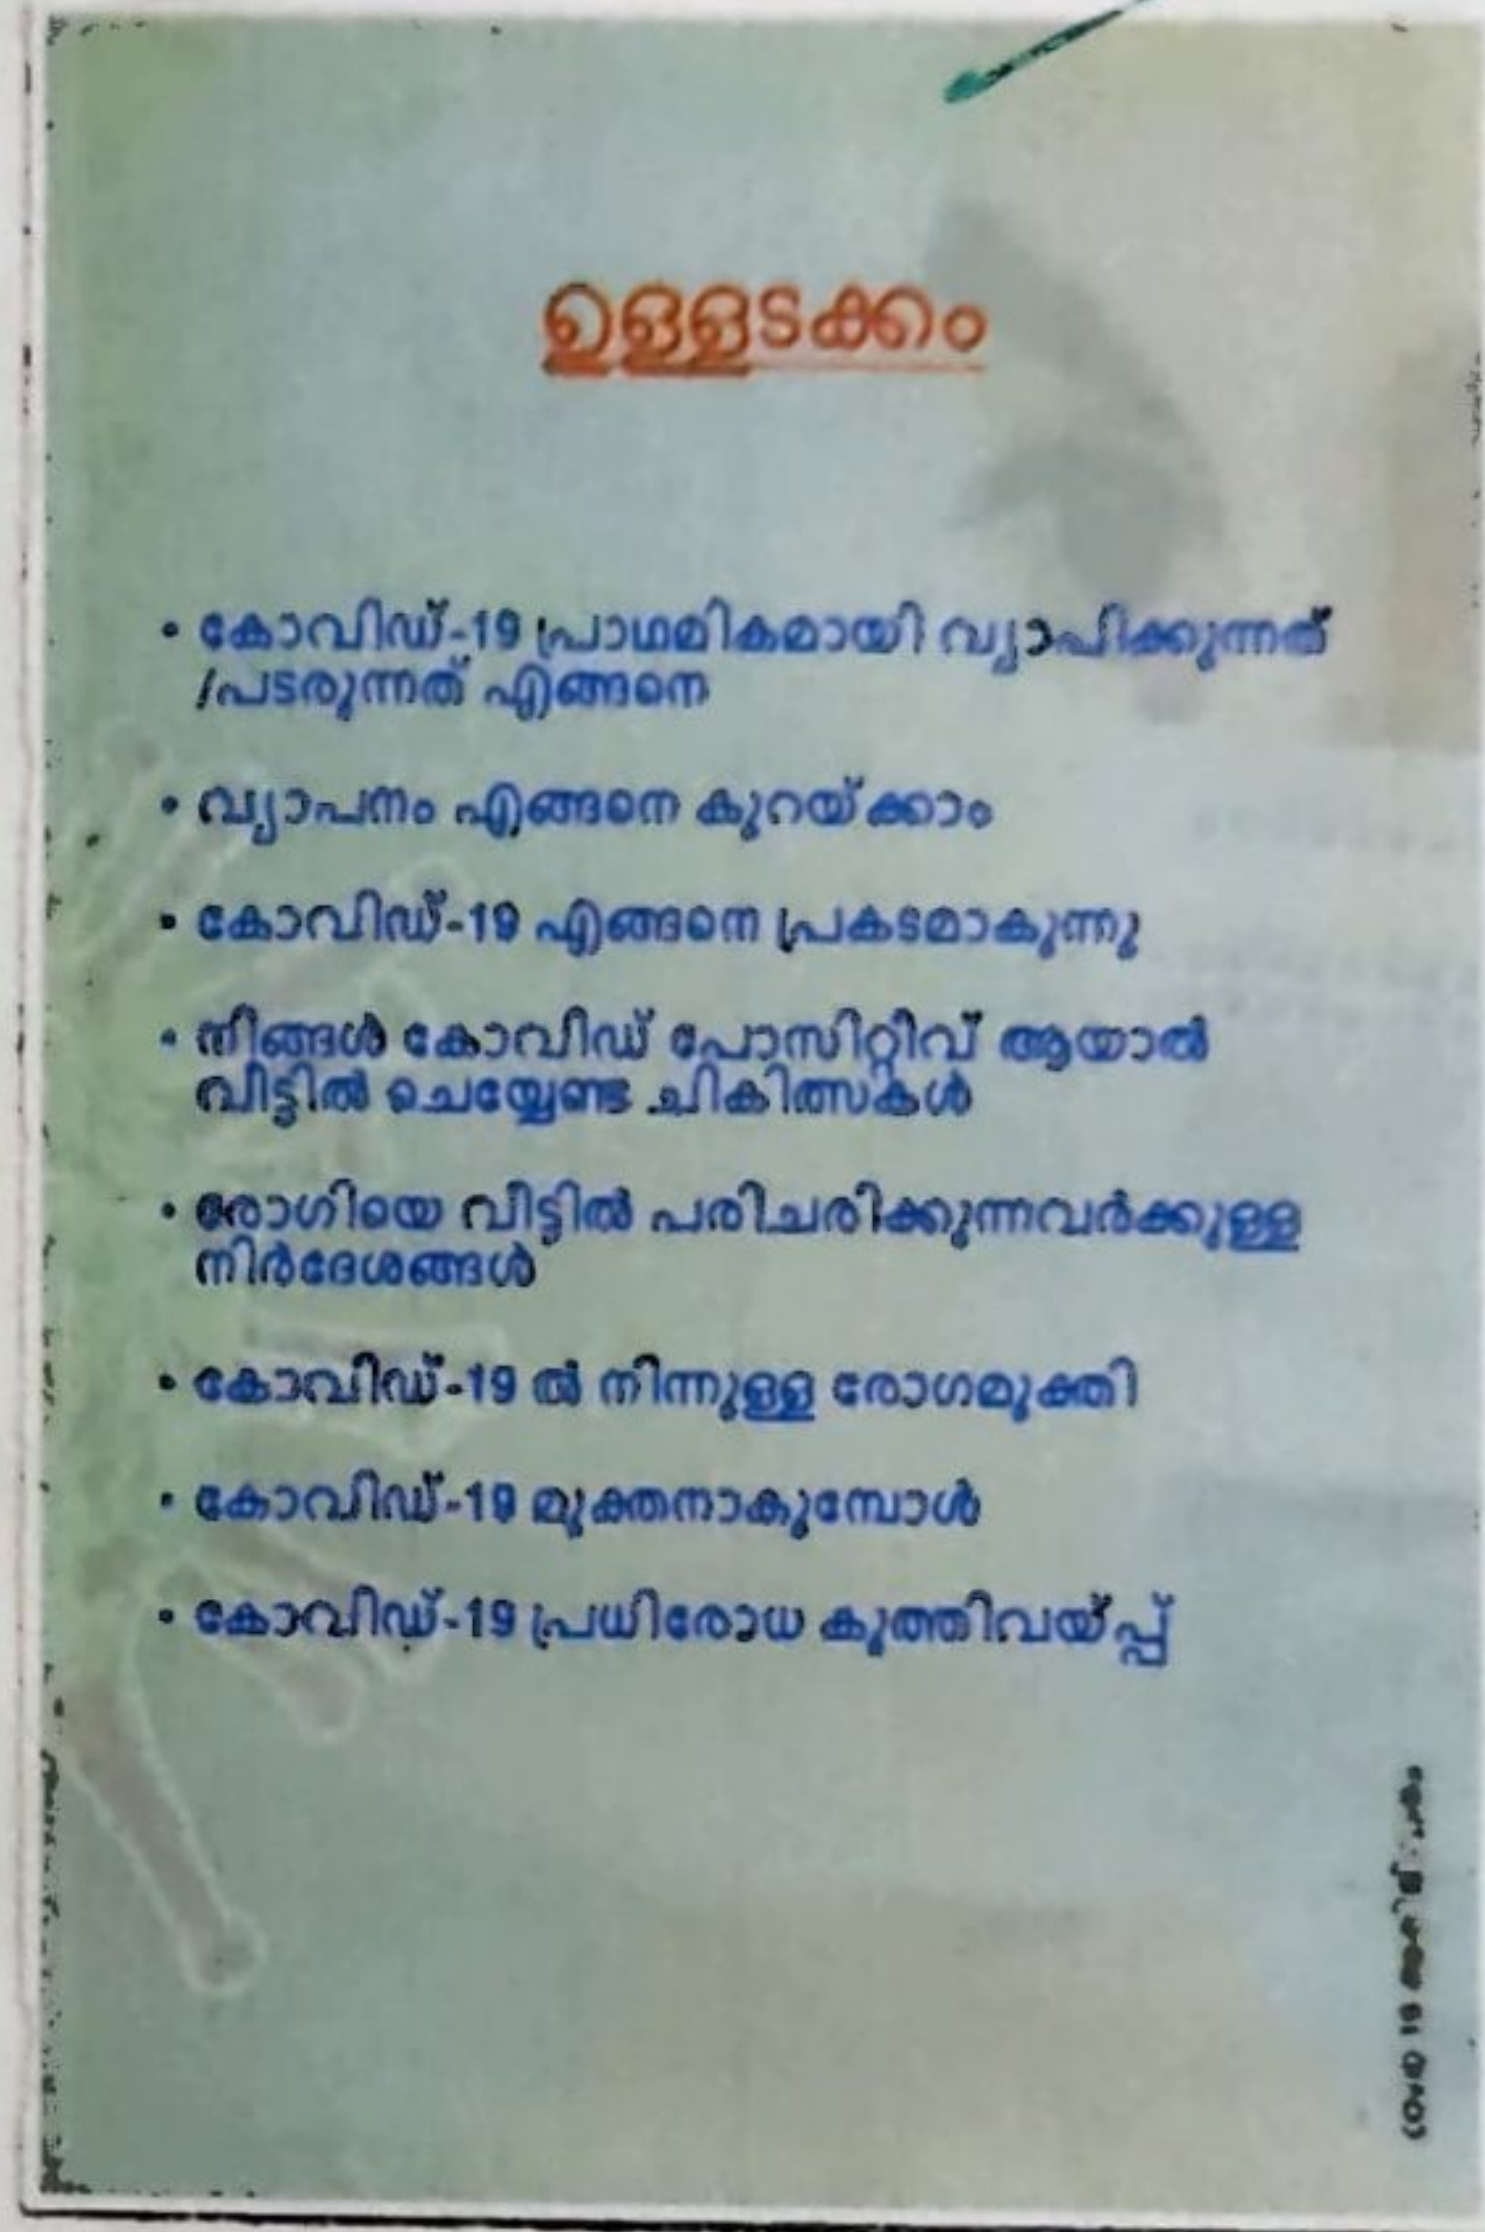 ഉള്ളടക്കം
• കോവിഡ്-19 പ്രാഥമികമായി വ്യാപിക്കുന്നത്
/പടരുന്നത് എങ്ങനെ
• വ്യാപനം എങ്ങനെ കുറയ്ക്കാം
• കോവിഡ്-19 എങ്ങനെ പ്രകടമാകുന്നു
• നിങ്ങൾ കോവിഡ് പോസിറ്റീവ് ആയാൽ
വീട്ടിൽ ചെയ്യേണ്ട ചികിത്സകൾ
• രോഗിയെ വീട്ടിൽ പരിചരിക്കുന്നവർക്കുള്ള
നിർദേശങ്ങൾ
• കോവിഡ്-19 ൽ നിന്നുള്ള രോഗമുക്തി
• കോവിഡ്-19 മുക്തനാകുമ്പോൾ
• കോവിഡ്-19 പ്രധിരോധ കുത്തിവയ്പ്പ്